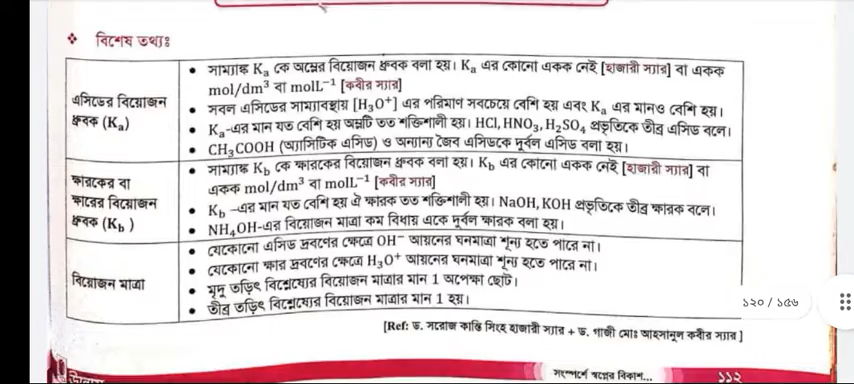 ❖ বিশেষ তথ্যঃ
এসিডের বিয়োজন ধ্রুবক (Kₐ)
• সাম্যাঙ্ক Kₐ কে অম্লের বিয়োজন ধ্রুবক বলা হয়। Kₐ এর কোনো একক নেই [হাজারী স্যার] বা একক
mol/dm³ বা molL⁻¹ [কবীর স্যার]
• সবল এসিডের সাম্যাবস্থায় [H₃O⁺] এর পরিমাণ সবচেয়ে বেশি হয় এবং Kₐ এর মানও বেশি হয়।
• Kₐ-এর মান যত বেশি হয় অম্লটি তত শক্তিশালী হয়। HCl, HNO₃, H₂SO₄ প্রভৃতিকে তীব্র এসিড বলে।
• CH₃COOH (অ্যাসিটিক এসিড) ও অন্যান্য জৈব এসিডকে দুর্বল এসিড বলা হয়।
ক্ষারকের বা
ক্ষারের বিয়োজন
ধ্রুবক (K_b )
• সাম্যাঙ্ক K_b কে ক্ষারকের বিয়োজন ধ্রুবক বলা হয়। K_b এর কোনো একক নেই [হাজারী স্যার] বা
একক mol/dm³ বা molL⁻¹ [কবীর স্যার]
• K_b –এর মান যত বেশি হয় ঐ ক্ষারক তত শক্তিশালী হয়। NaOH, KOH প্রভৃতিকে তীব্র ক্ষারক বলে।
• NH₄OH-এর বিয়োজন মাত্রা কম বিধায় একে দুর্বল ক্ষারক বলা হয়।
বিয়োজন মাত্রা
• যেকোনো এসিড দ্রবণের ক্ষেত্রে OH⁻ আয়নের ঘনমাত্রা শূন্য হতে পারে না।
• যেকোনো ক্ষার দ্রবণের ক্ষেত্রে H₃O⁺ আয়নের ঘনমাত্রা শূন্য হতে পারে না।
• মৃদু তড়িৎ বিশ্লেষ্যের বিয়োজন মাত্রার মান 1 অপেক্ষা ছোট।
• তীব্র তড়িৎ বিশ্লেষ্যের বিয়োজন মাত্রার মান 1 হয়।
১২০ / ১৫৬
[Ref: ড. সরোজ কান্তি সিংহ হাজারী স্যার + ড. গাজী মোঃ আহসানুল কবীর স্যার ]
সংস্পর্শে স্বপ্নের বিকাশ...
১১২